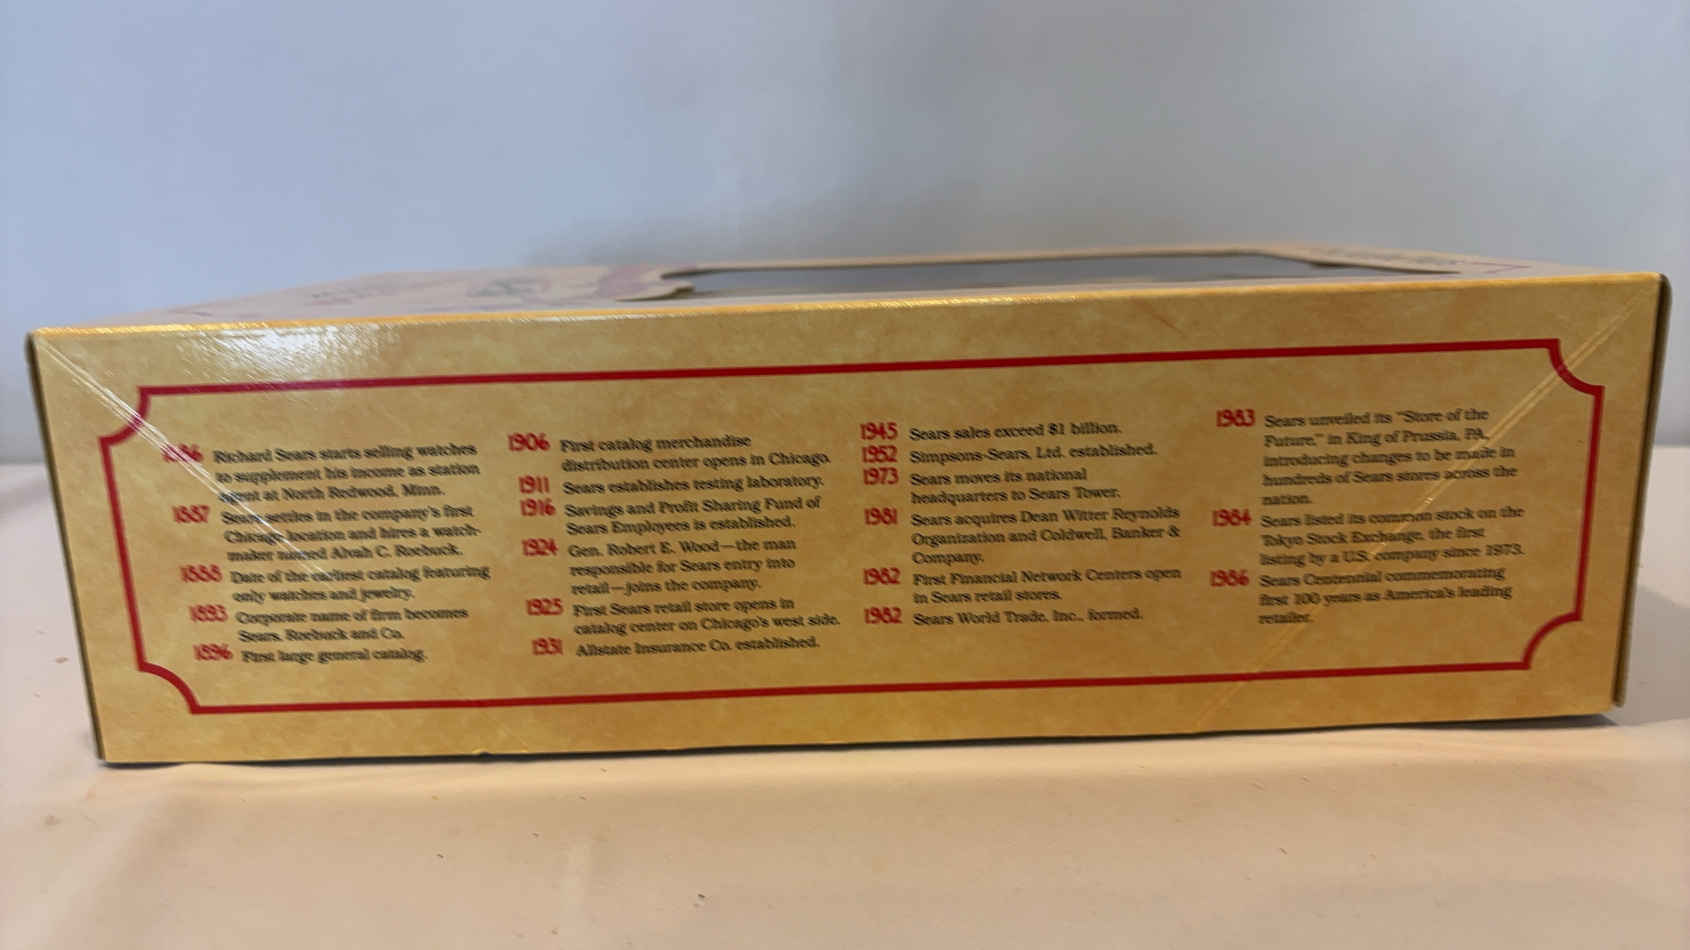 1886 Richard Sears starts selling watches
to supplement his income as station
agent at North Redwood, Minn.
1887 Sears settles in the company's first
Chicago location and hires a watch-
maker named Alvah C. Roebuck.
1888 Date of the earliest catalog featuring
only watches and jewelry.
1893 Corporate name of firm becomes
Sears, Roebuck and Co.
1896 First large general catalog.
1906 First catalog merchandise
distribution center opens in Chicago.
1911 Sears establishes testing laboratory.
1916 Savings and Profit Sharing Fund of
Sears Employees is established.
1924 Gen. Robert E. Wood—the man
responsible for Sears entry into
retail—joins the company.
1925 First Sears retail store opens in
catalog center on Chicago's west side.
1931 Allstate Insurance Co. established.
1945 Sears sales exceed $1 billion.
1952 Simpsons-Sears, Ltd. established.
1973 Sears moves its national
headquarters to Sears Tower.
1981 Sears acquires Dean Witter Reynolds
Organization and Coldwell, Banker &
Company.
1982 First Financial Network Centers open
in Sears retail stores.
1982 Sears World Trade, Inc., formed.
1983 Sears unveiled its "Store of the
Future," in King of Prussia, PA,
introducing changes to be made in
hundreds of Sears stores across the
nation.
1984 Sears listed its common stock on the
Tokyo Stock Exchange, the first
listing by a U.S. company since 1973.
1986 Sears Centennial commemorating
first 100 years as America's leading
retailer.